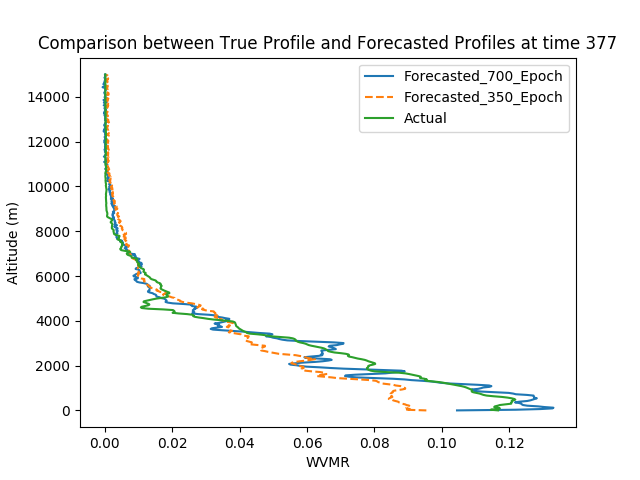 Comparison between True Profile and Forecasted Profiles at time 377
Forecasted_700_Epoch
Forecasted_350_Epoch
Actual
14000
12000
10000
8000
6000
4000
2000
0
Altitude (m)
0.00 0.02 0.04 0.06 0.08 0.10 0.12
WVMR